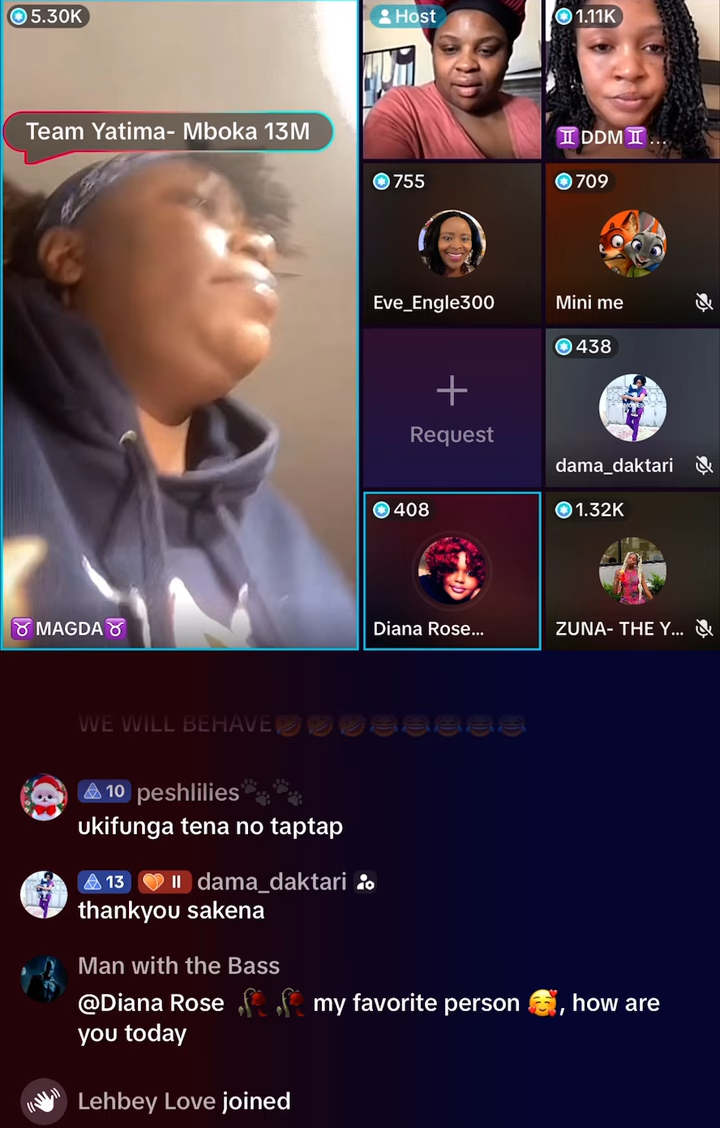 5.30K
Host
1.11K
Team Yatima- Mboka 13M
♊DDM♊...
755
709
Eve_Engle300
Mini me
438
+
Request
dama_daktari
408
1.32K
♉MAGDA♉
Diana Rose...
ZUNA- THE Y...
WE WILL BEHAVE🤣🤣🤣😂😂😂😂😂
10 peshlilies🐾🐾
ukifunga tena no taptap
13 II dama_daktari
thankyou sakena
Man with the Bass
@Diana Rose 🥀🥀 my favorite person 🥰, how are
you today
Lehbey Love joined